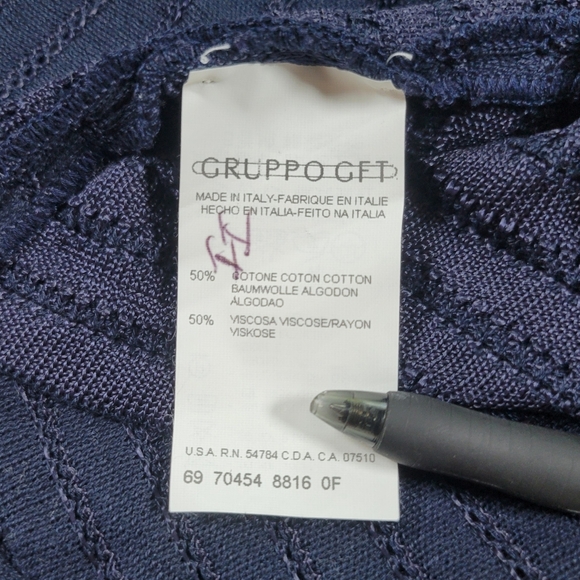 GRUPPO GFT
MADE IN ITALY-FABRIQUE EN ITALIE
HECHO EN ITALIA-FEITO NA ITALIA
50% COTONE COTON COTTON
BAUMWOLLE ALGODON
ALGODAO
50% VISCOSA VISCOSE/RAYON
VISKOSE
U.S.A. R.N. 54784 C.D.A. C.A. 07510
69 70454 8816 0F